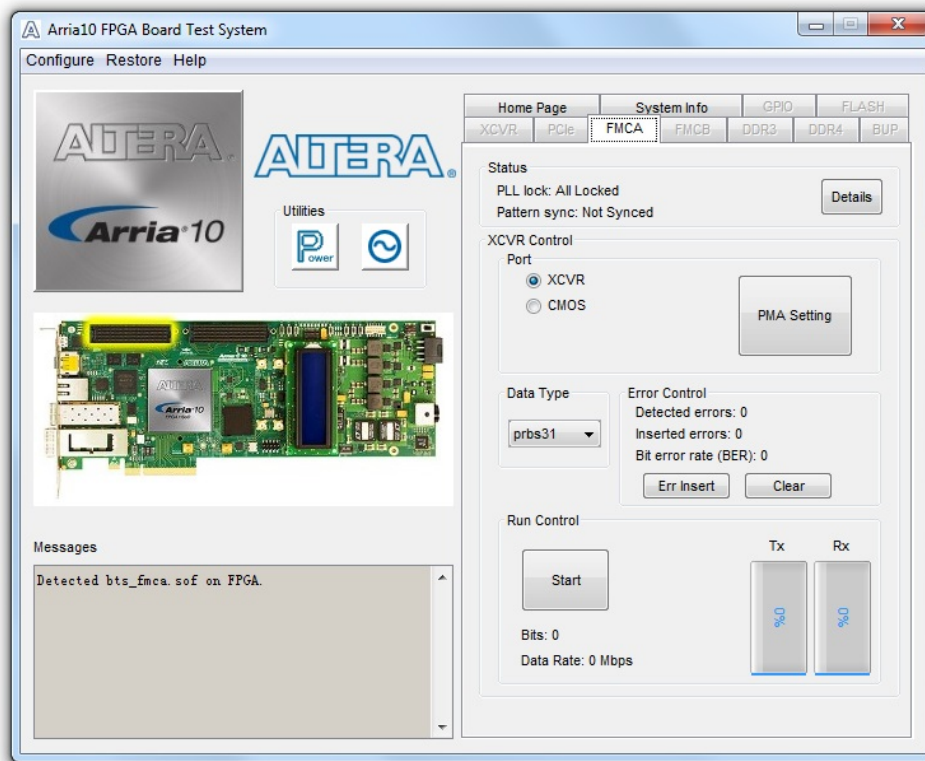 Arria10 FPGA Board Test System
Configure Restore Help
ALTERA
Arria 10
ALTERA
Utilities
Power
Home Page System Info GPIO FLASH
XCVR PCIe FMCA FMCB DDR3 DDR4 BUP
Status
PLL lock: All Locked
Pattern sync: Not Synced
Details
XCVR Control
Port
XCVR
CMOS
PMA Setting
Data Type
prbs31
Error Control
Detected errors: 0
Inserted errors: 0
Bit error rate (BER): 0
Err Insert Clear
Run Control
Start
Tx Rx
0% 0%
Bits: 0
Data Rate: 0 Mbps
ALTERA
Arria 10
Messages
Detected bts_fmca.sof on FPGA.